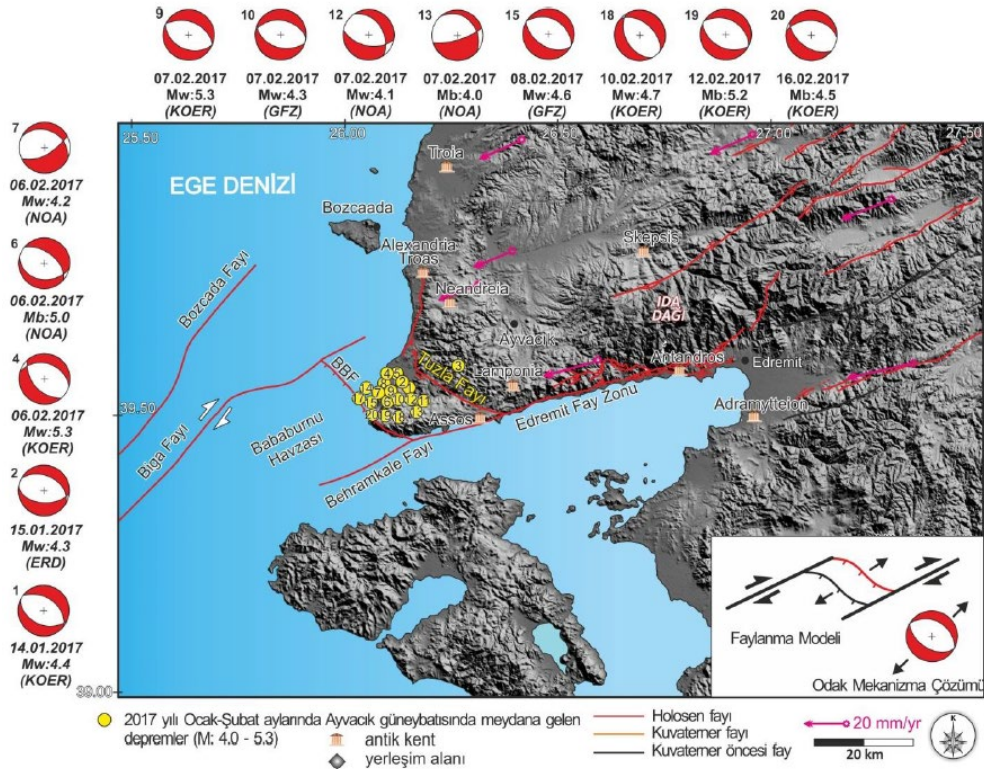 9
10
12
13
15
18
19
20
07.02.2017
Mw:5.3
(KOER)
07.02.2017
Mw:4.3
(GFZ)
07.02.2017
Mw:4.1
(NOA)
07.02.2017
Mb:4.0
(NOA)
08.02.2017
Mw:4.6
(GFZ)
10.02.2017
Mw:4.7
(KOER)
12.02.2017
Mb:5.2
(KOER)
16.02.2017
Mb:4.5
(KOER)
7
06.02.2017
Mw:4.2
(NOA)
6
06.02.2017
Mb:5.0
(NOA)
4
06.02.2017
Mw:5.3
(KOER)
2
15.01.2017
Mw:4.3
(ERD)
1
14.01.2017
Mw:4.4
(KOER)
25.50
26.00
26.50
27.00
27.50
39.50
39.00
EGE DENİZİ
Troia
Bozcaada
Alexandria
Troas
Skepsis
Neandreia
IDA
DAĞI
Bozcada Fayı
Ayvacık
Tuzla Fayı
Lamponia
Antandros
Edremit
BBF
Assos
Edremit Fay Zonu
Adramytteion
Biga Fayı
Bababurnu
Havzası
Behramkale Fayı
3
Faylanma Modeli
Odak Mekanizma Çözümü
2017 yılı Ocak-Şubat aylarında Ayvacık güneybatısında meydana gelen
depremler (M: 4.0 - 5.3)
antik kent
yerleşim alanı
Holosen fayı
Kuvaterner fayı
Kuvaterner öncesi fay
20 mm/yr
20 km
K